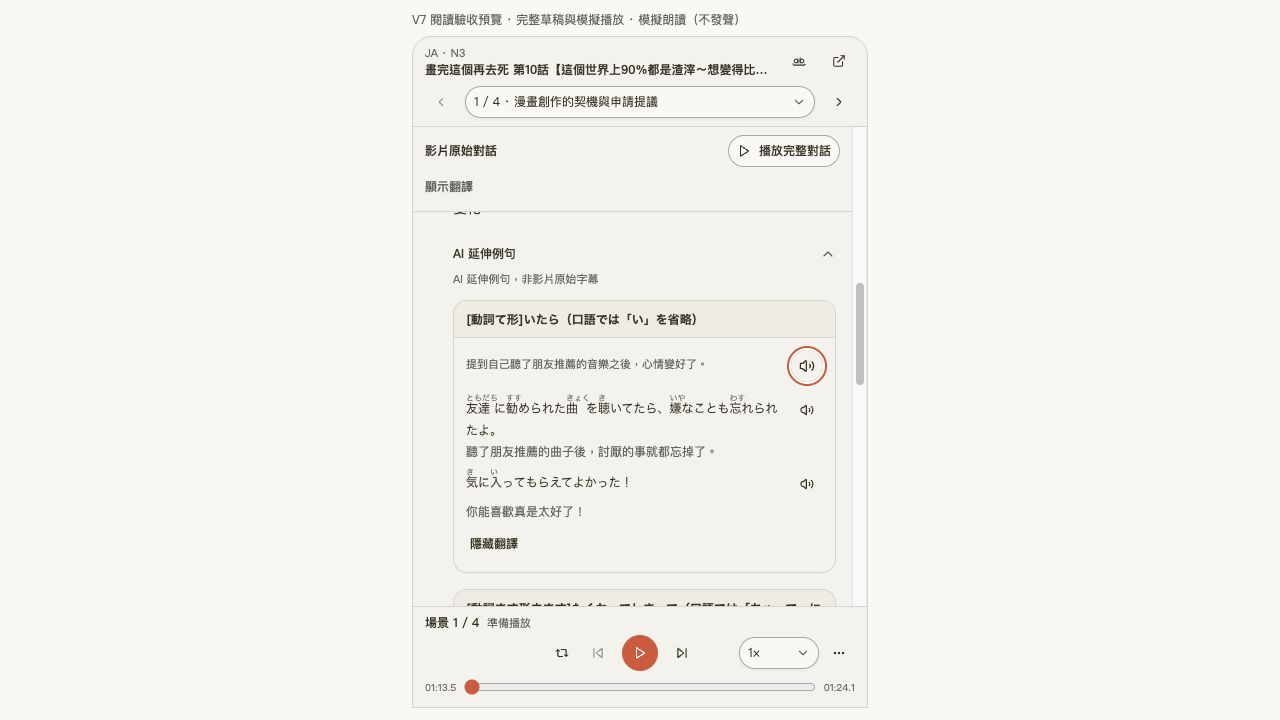 V7 閱讀驗收預覽 · 完整草稿與模擬播放 · 模擬朗讀（不發聲）
JA · N3
畫完這個再去死 第10話【這個世界上90%都是渣滓～想變得比…
1 / 4 · 漫畫創作的契機與申請提議
影片原始對話
播放完整對話
顯示翻譯
AI 延伸例句
AI 延伸例句，非影片原始字幕
[動詞て形]いたら（口語では「い」を省略）
提到自己聽了朋友推薦的音樂之後，心情變好了。
ともだち すす きょく き いや わす
友達に勧められた曲を聴いてたら、嫌なことも忘れられ
たよ。
聽了朋友推薦的曲子後，討厭的事就都忘掉了。
き い
気に入ってもらえてよかった！
你能喜歡真是太好了！
隱藏翻譯
場景 1 / 4 準備播放
1×
01:13.5
01:24.1